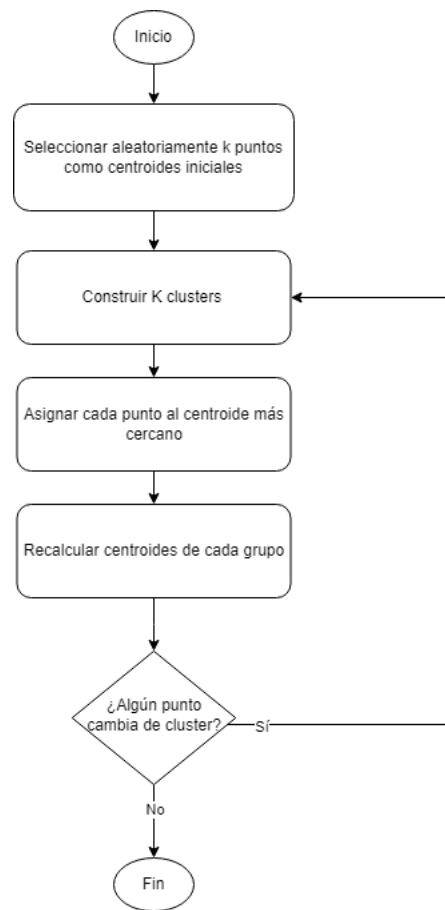 Inicio
Seleccionar aleatoriamente k puntos
como centroides iniciales
Construir K clusters
Asignar cada punto al centroide más
cercano
Recalcular centroides de cada grupo
¿Algún punto
cambia de cluster?
Sí
No
Fin